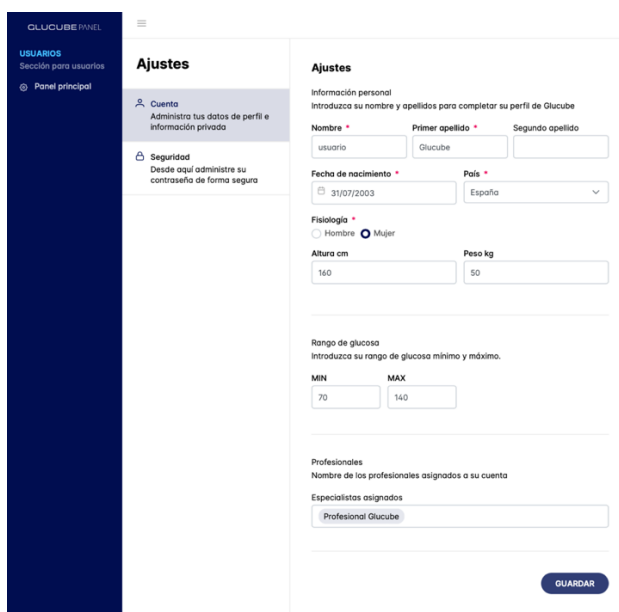 GLUCUBE PANEL
USUARIOS
Sección para usuarios
Panel principal
Ajustes
Cuenta
Administra tus datos de perfil e
información privada
Seguridad
Desde aquí administre su
contraseña de forma segura
Ajustes
Información personal
Introduzca su nombre y apellidos para completar su perfil de Glucube
Nombre * Primer apellido * Segundo apellido
usuario Glucube
Fecha de nacimiento * País *
31/07/2003 España
Fisiología *
Hombre Mujer
Altura cm Peso kg
160 50
Rango de glucosa
Introduzca su rango de glucosa mínimo y máximo.
MIN MAX
70 140
Profesionales
Nombre de los profesionales asignados a su cuenta
Especialistas asignados
Profesional Glucube
GUARDAR